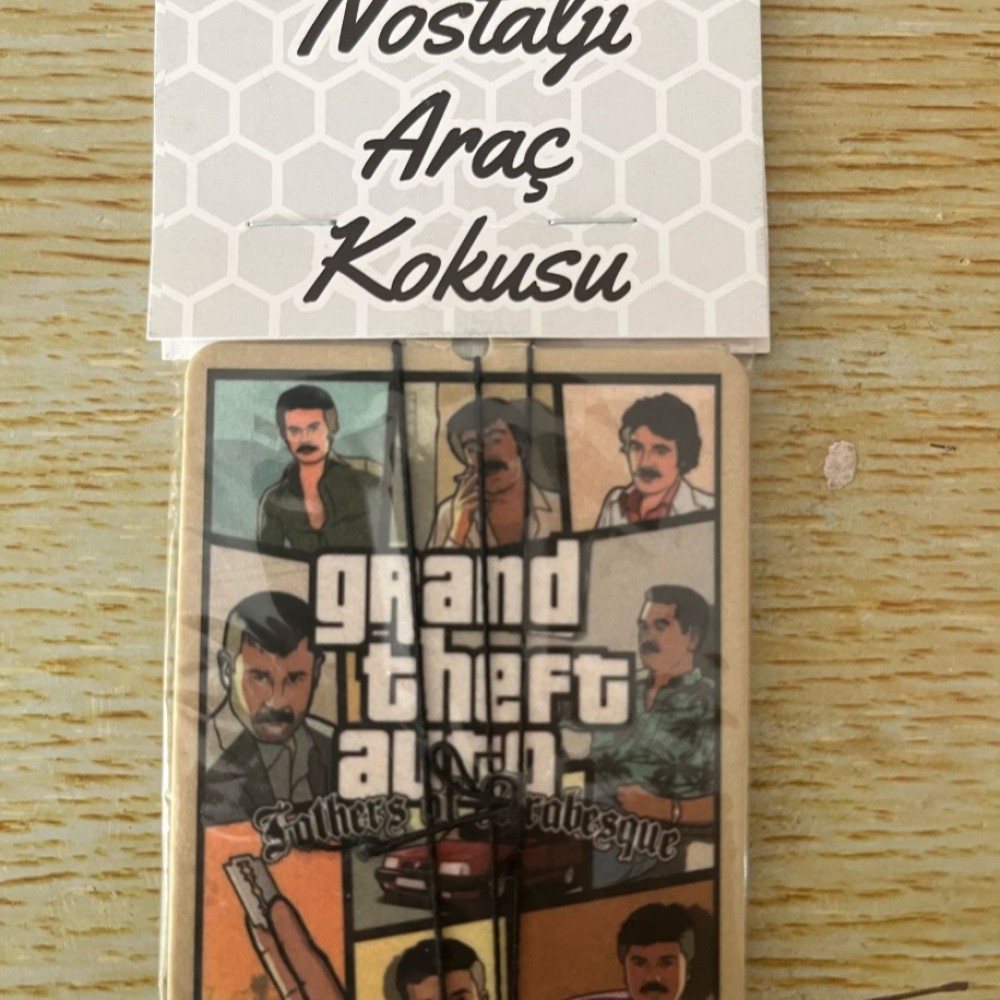 Nostalji
Araç
Kokusu
grand
theft
auto
Fathers of Arabesque